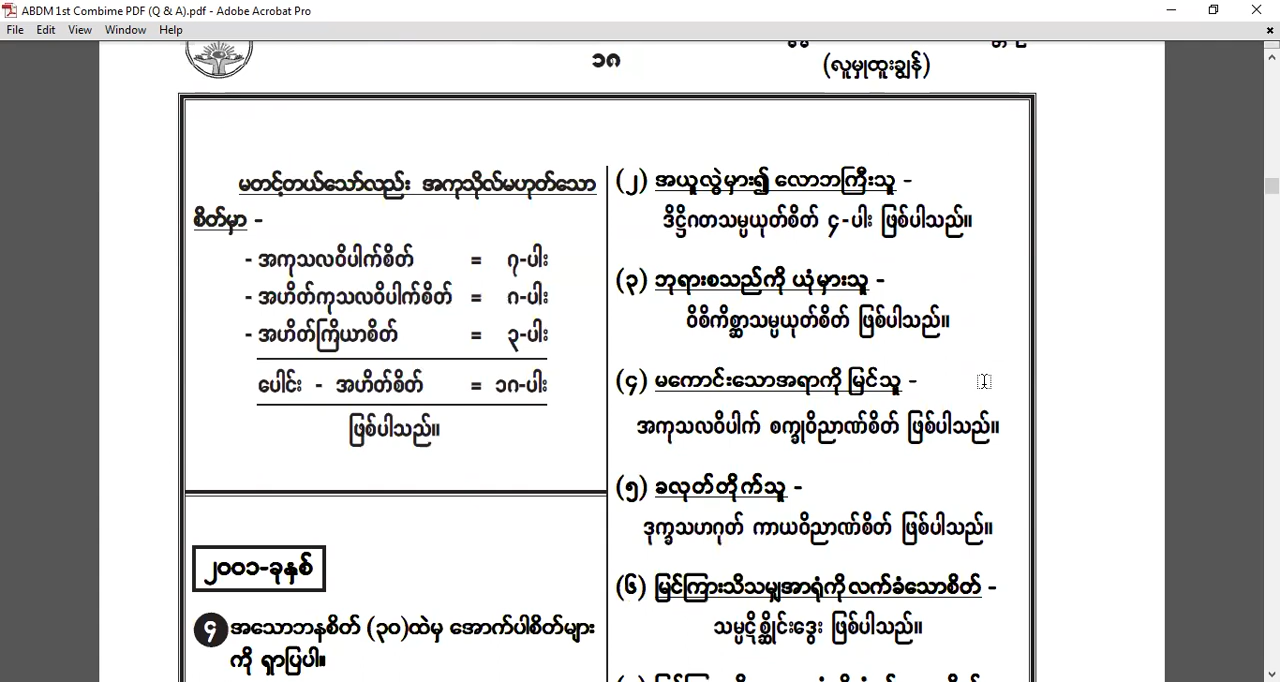 ABDM 1st Combime PDF (Q & A).pdf - Adobe Acrobat Pro
File Edit View Window Help
၁၈
(လူမှုထူးချွန်)
မတင့်တယ်သော်လည်း အကုသိုလ်မဟုတ်သော
စိတ်မှာ -
- အကုသလဝိပါက်စိတ် = ၇-ပါး
- အဟိတ်ကုသလဝိပါက်စိတ် = ၈-ပါး
- အဟိတ်ကြိယာစိတ် = ၃-ပါး
ပေါင်း - အဟိတ်စိတ် = ၁၈-ပါး
ဖြစ်ပါသည်။
၂၀၀၁-ခုနှစ်
၄ အသောဘနစိတ် (၃၀)ထဲမှ အောက်ပါစိတ်များ
ကို ရှာပြပါ။
(၂) အယူလွဲမှား၍ လောဘကြီးသူ -
ဒိဋ္ဌိဂတသမ္ပယုတ်စိတ် ၄-ပါး ဖြစ်ပါသည်။
(၃) ဘုရားစသည်ကို ယုံမှားသူ -
ဝိစိကိစ္ဆာသမ္ပယုတ်စိတ် ဖြစ်ပါသည်။
(၄) မကောင်းသောအရာကို မြင်သူ -
အကုသလဝိပါက် စက္ခုဝိညာဏ်စိတ် ဖြစ်ပါသည်။
(၅) ခလုတ်တိုက်သူ -
ဒုက္ခသဟဂုတ် ကာယဝိညာဏ်စိတ် ဖြစ်ပါသည်။
(၆) မြင်ကြားသိသမျှအာရုံကို လက်ခံသောစိတ် -
သမ္ပဋိစ္ဆိုင်းဒွေး ဖြစ်ပါသည်။